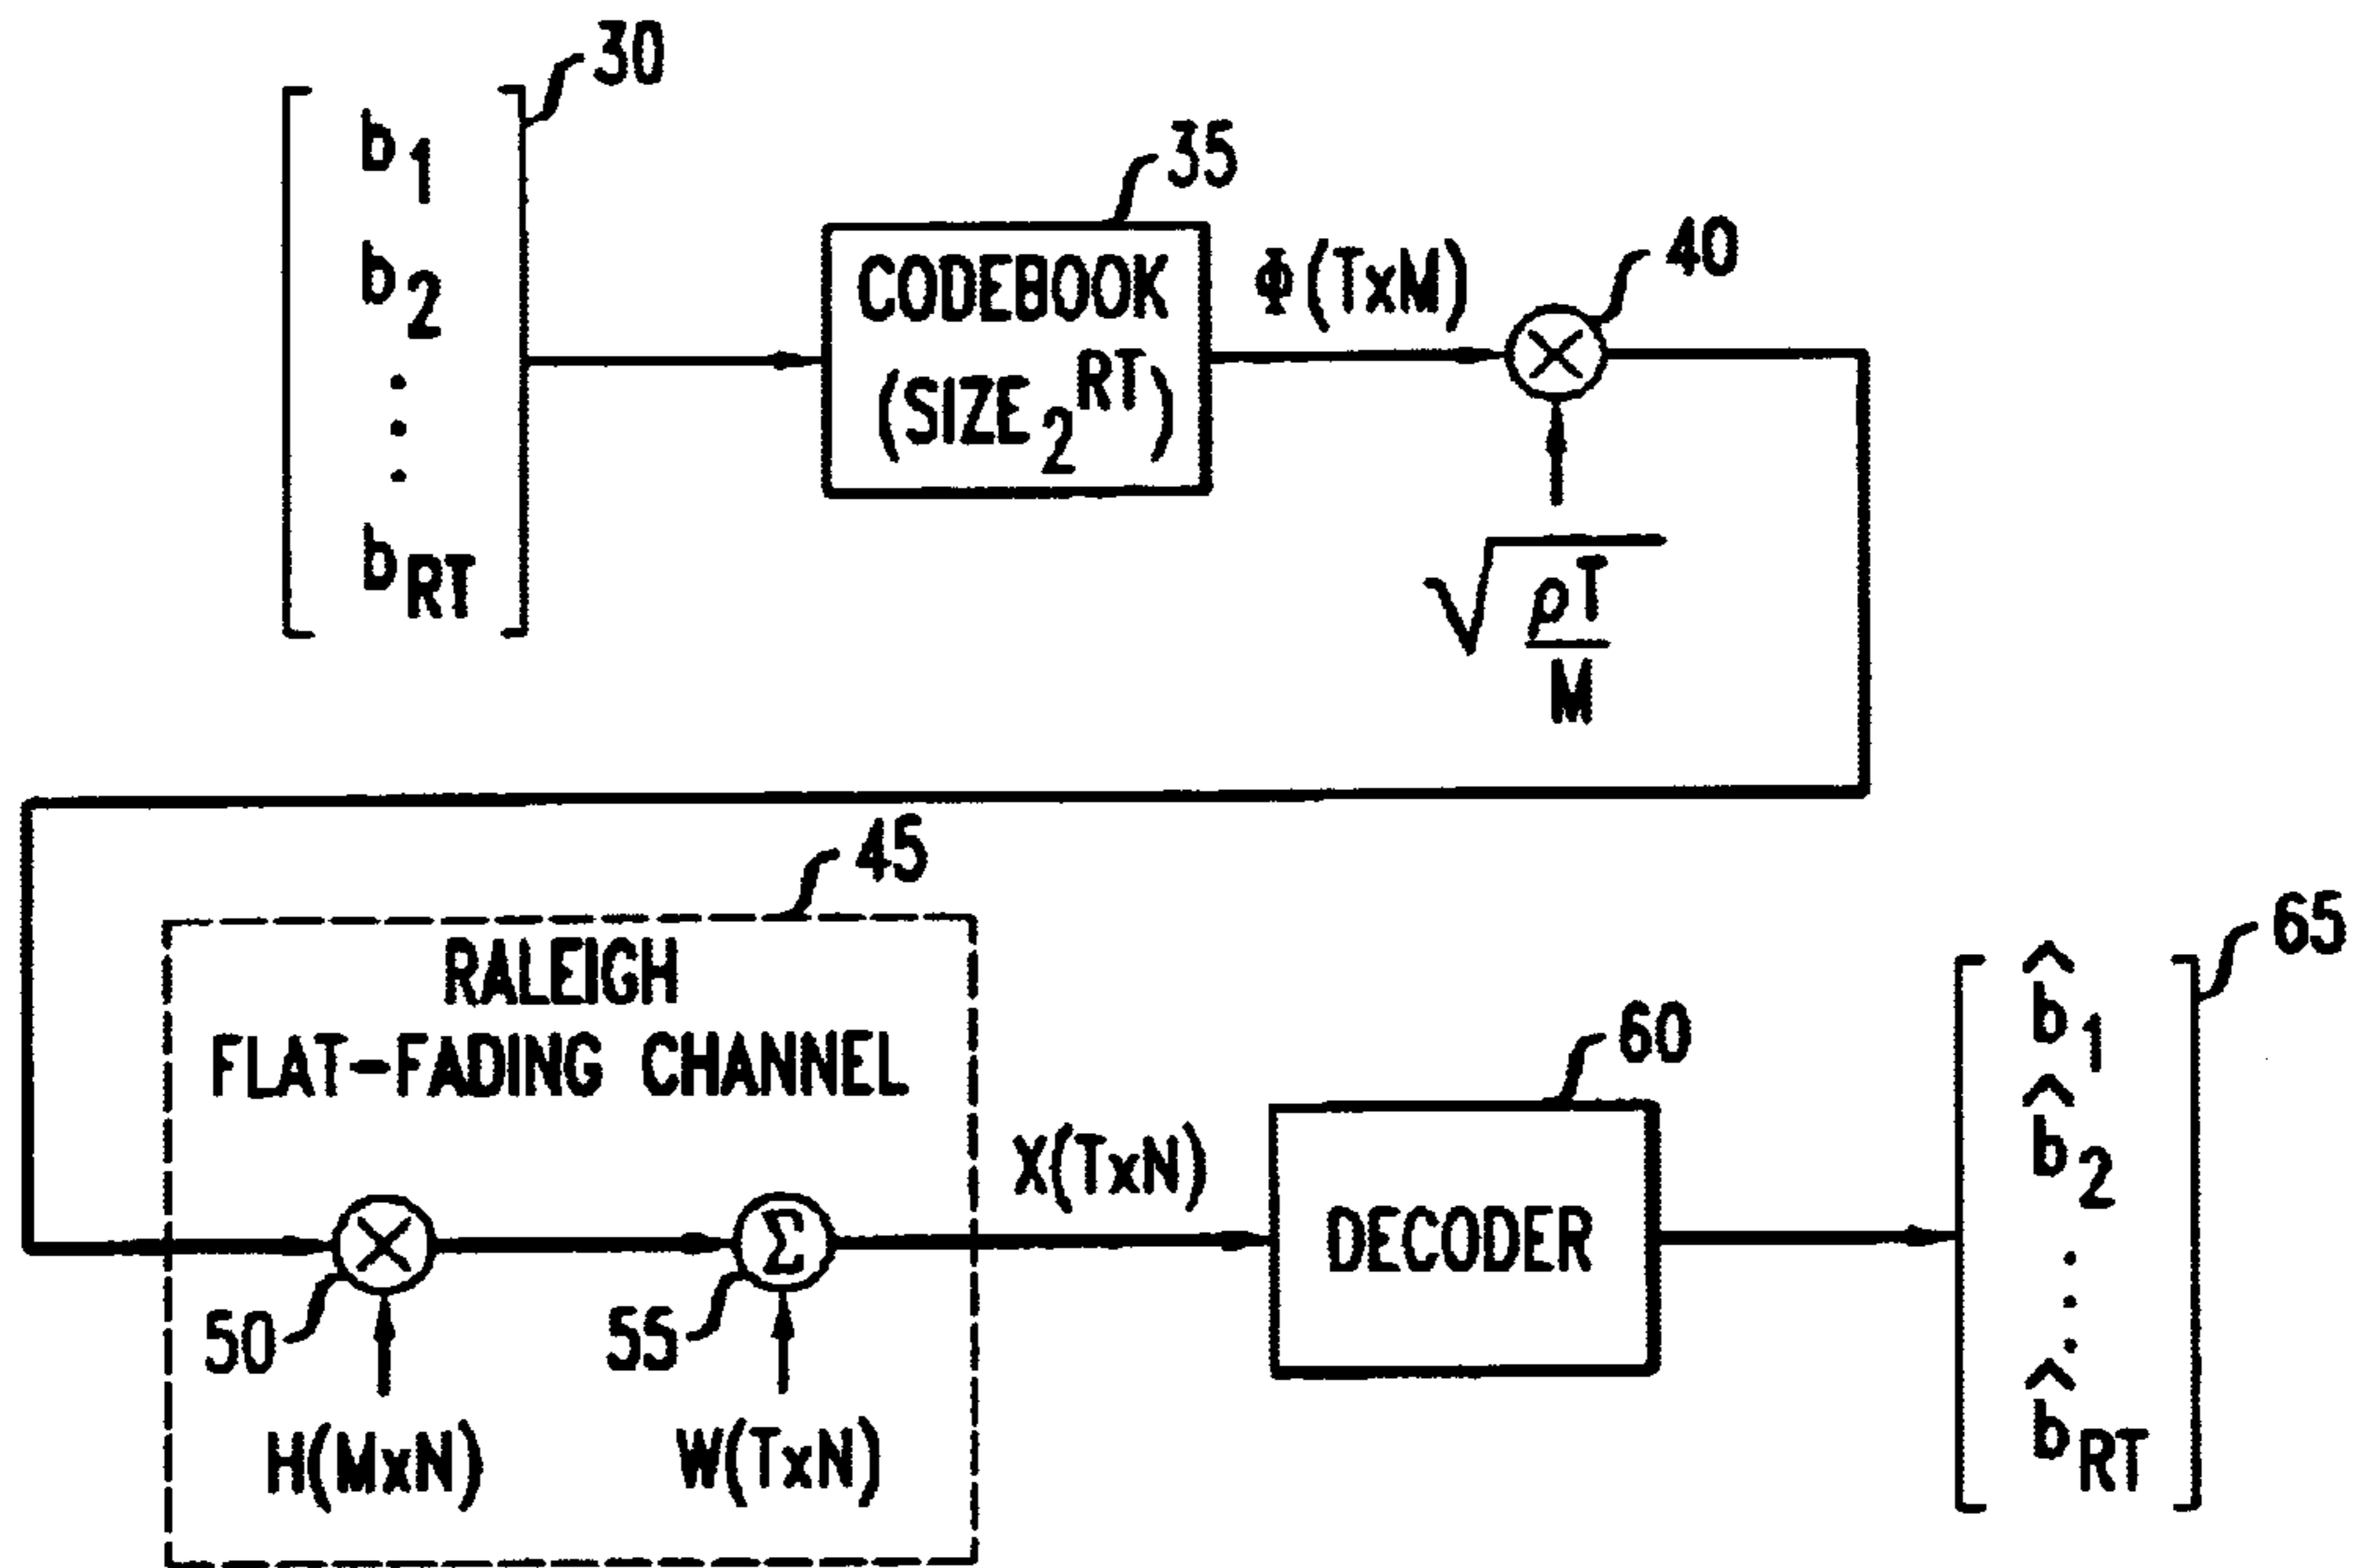 30
b1
b2
bRT
35
CODEBOOK
(SIZE 2^RT)
Φ(TxM)
40
√(ρT/M)
45
RALEIGH
FLAT-FADING CHANNEL
50
H(MxN)
55
W(TxN)
X(TxN)
60
DECODER
65
b̂1
b̂2
b̂RT